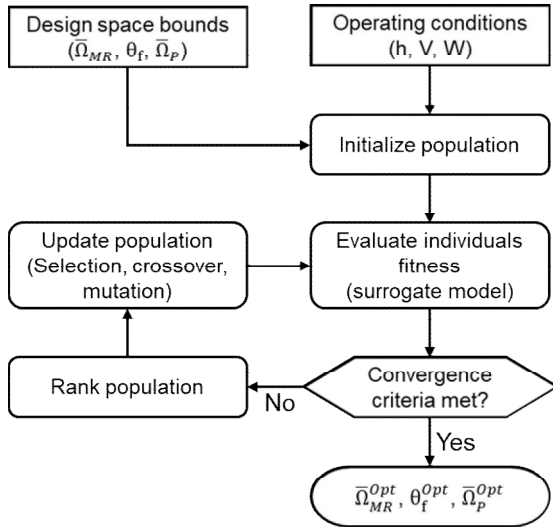 Design space bounds
(Ω̅_MR, θ_f, Ω̅_P)
Operating conditions
(h, V, W)
Initialize population
Update population
(Selection, crossover,
mutation)
Evaluate individuals
fitness
(surrogate model)
Rank population
No
Convergence
criteria met?
Yes
Ω̅_MR^Opt, θ_f^Opt, Ω̅_P^Opt